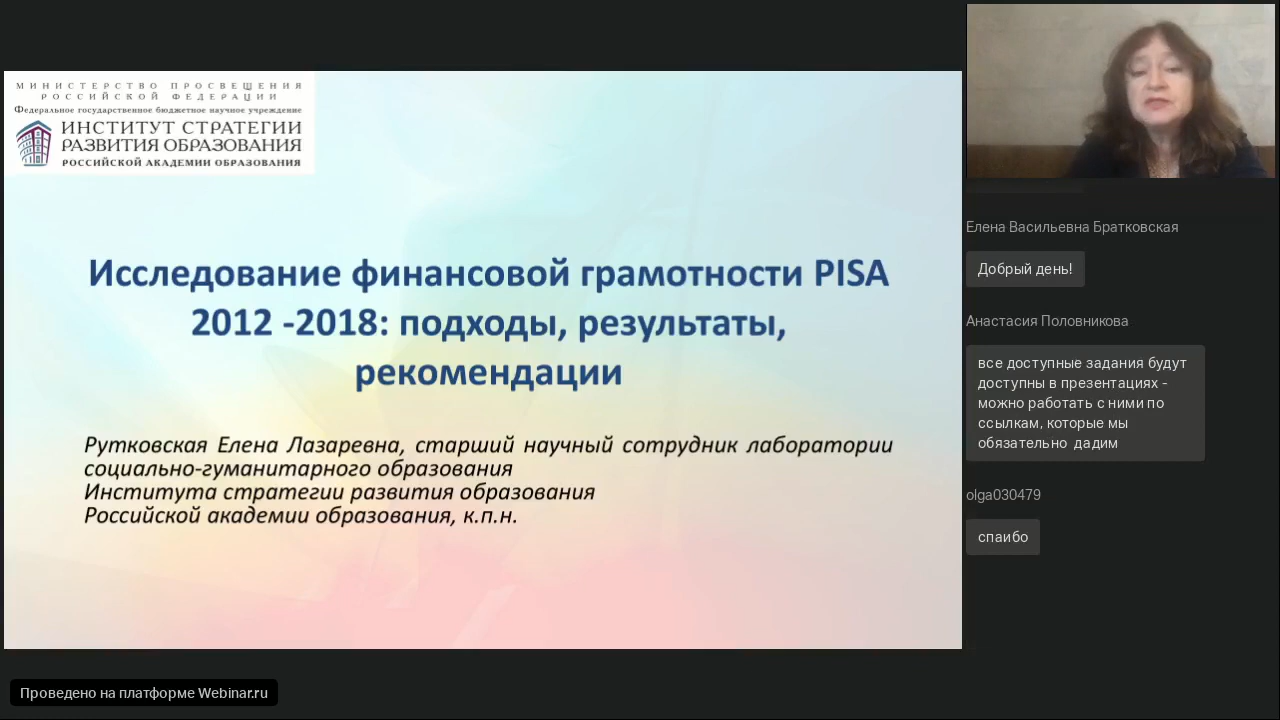 МИНИСТЕРСТВО ПРОСВЕЩЕНИЯ
РОССИЙСКОЙ ФЕДЕРАЦИИ
Федеральное государственное бюджетное научное учреждение
ИНСТИТУТ СТРАТЕГИИ
РАЗВИТИЯ ОБРАЗОВАНИЯ
РОССИЙСКОЙ АКАДЕМИИ ОБРАЗОВАНИЯ
Исследование финансовой грамотности PISA
2012 -2018: подходы, результаты,
рекомендации
Рутковская Елена Лазаревна, старший научный сотрудник лаборатории
социально-гуманитарного образования
Института стратегии развития образования
Российской академии образования, к.п.н.
Елена Васильевна Братковская
Добрый день!
Анастасия Половникова
все доступные задания будут
доступны в презентациях -
можно работать с ними по
ссылкам, которые мы
обязательно дадим
olga030479
спаибо
Проведено на платформе Webinar.ru